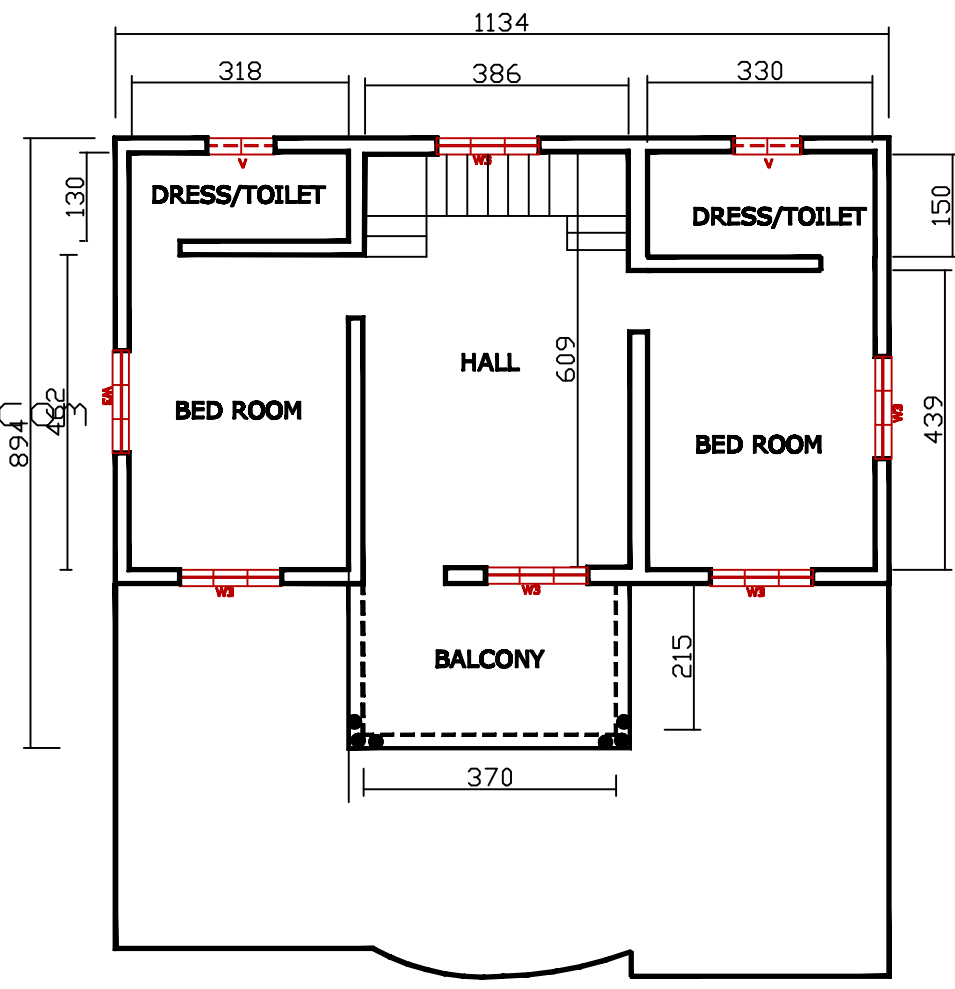 1134
318
386
330
V
W3
V
DRESS/TOILET
130
DRESS/TOILET
150
HALL
609
W3
462
BED ROOM
W3
439
BED ROOM
894
W3
W3
W3
BALCONY
215
370